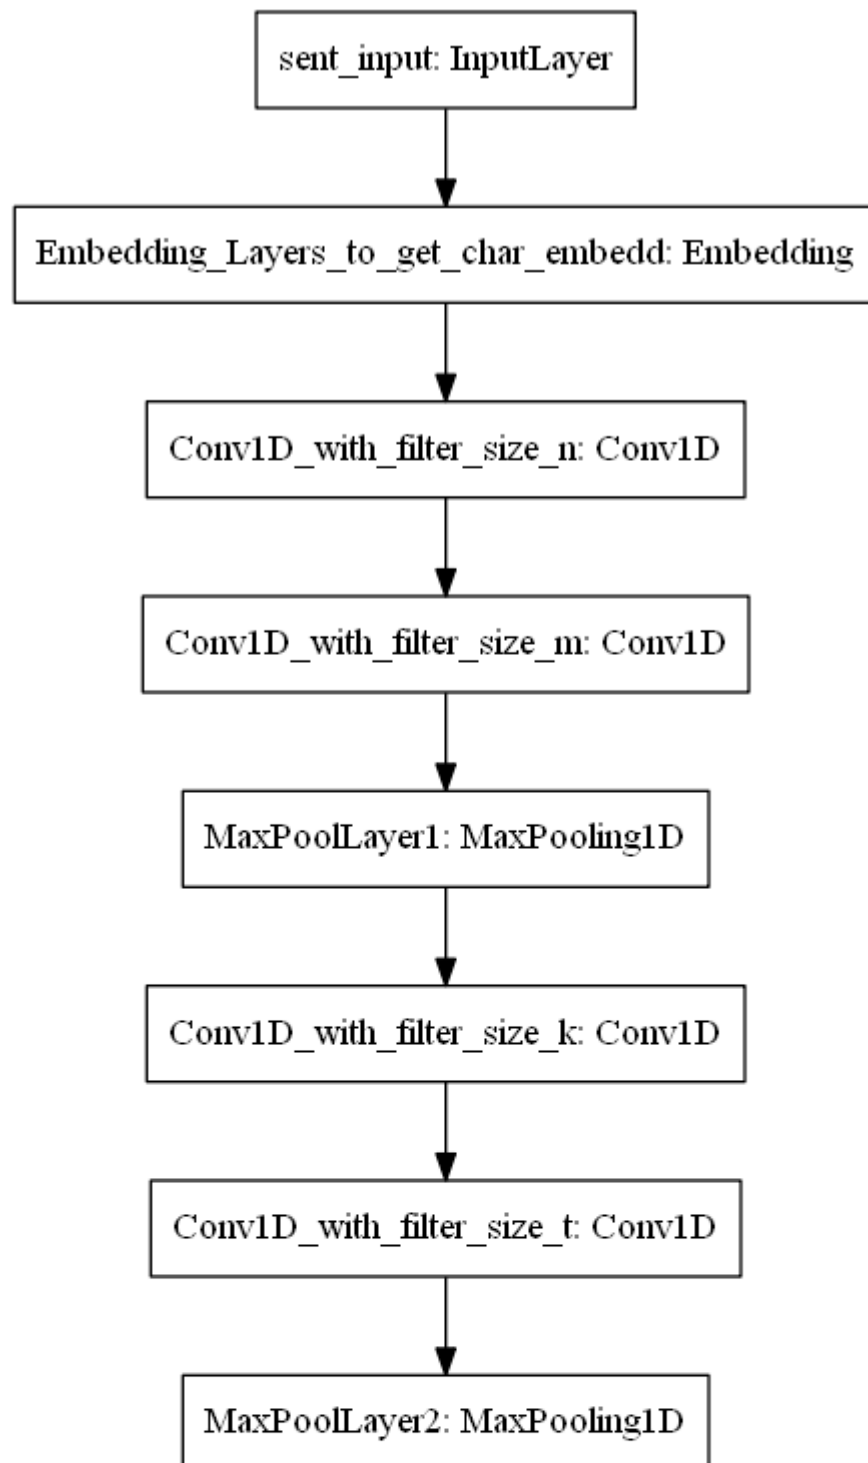 sent_input: InputLayer
Embedding_Layers_to_get_char_embedd: Embedding
Conv1D_with_filter_size_n: Conv1D
Conv1D_with_filter_size_m: Conv1D
MaxPoolLayer1: MaxPooling1D
Conv1D_with_filter_size_k: Conv1D
Conv1D_with_filter_size_t: Conv1D
MaxPoolLayer2: MaxPooling1D